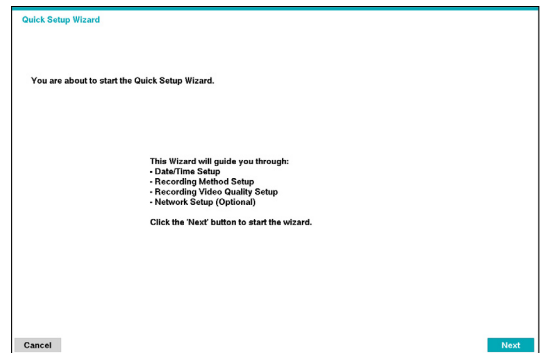 Quick Setup Wizard
You are about to start the Quick Setup Wizard.
This Wizard will guide you through:
- Date/Time Setup
- Recording Method Setup
- Recording Video Quality Setup
- Network Setup (Optional)
Click the 'Next' button to start the wizard.
Cancel
Next